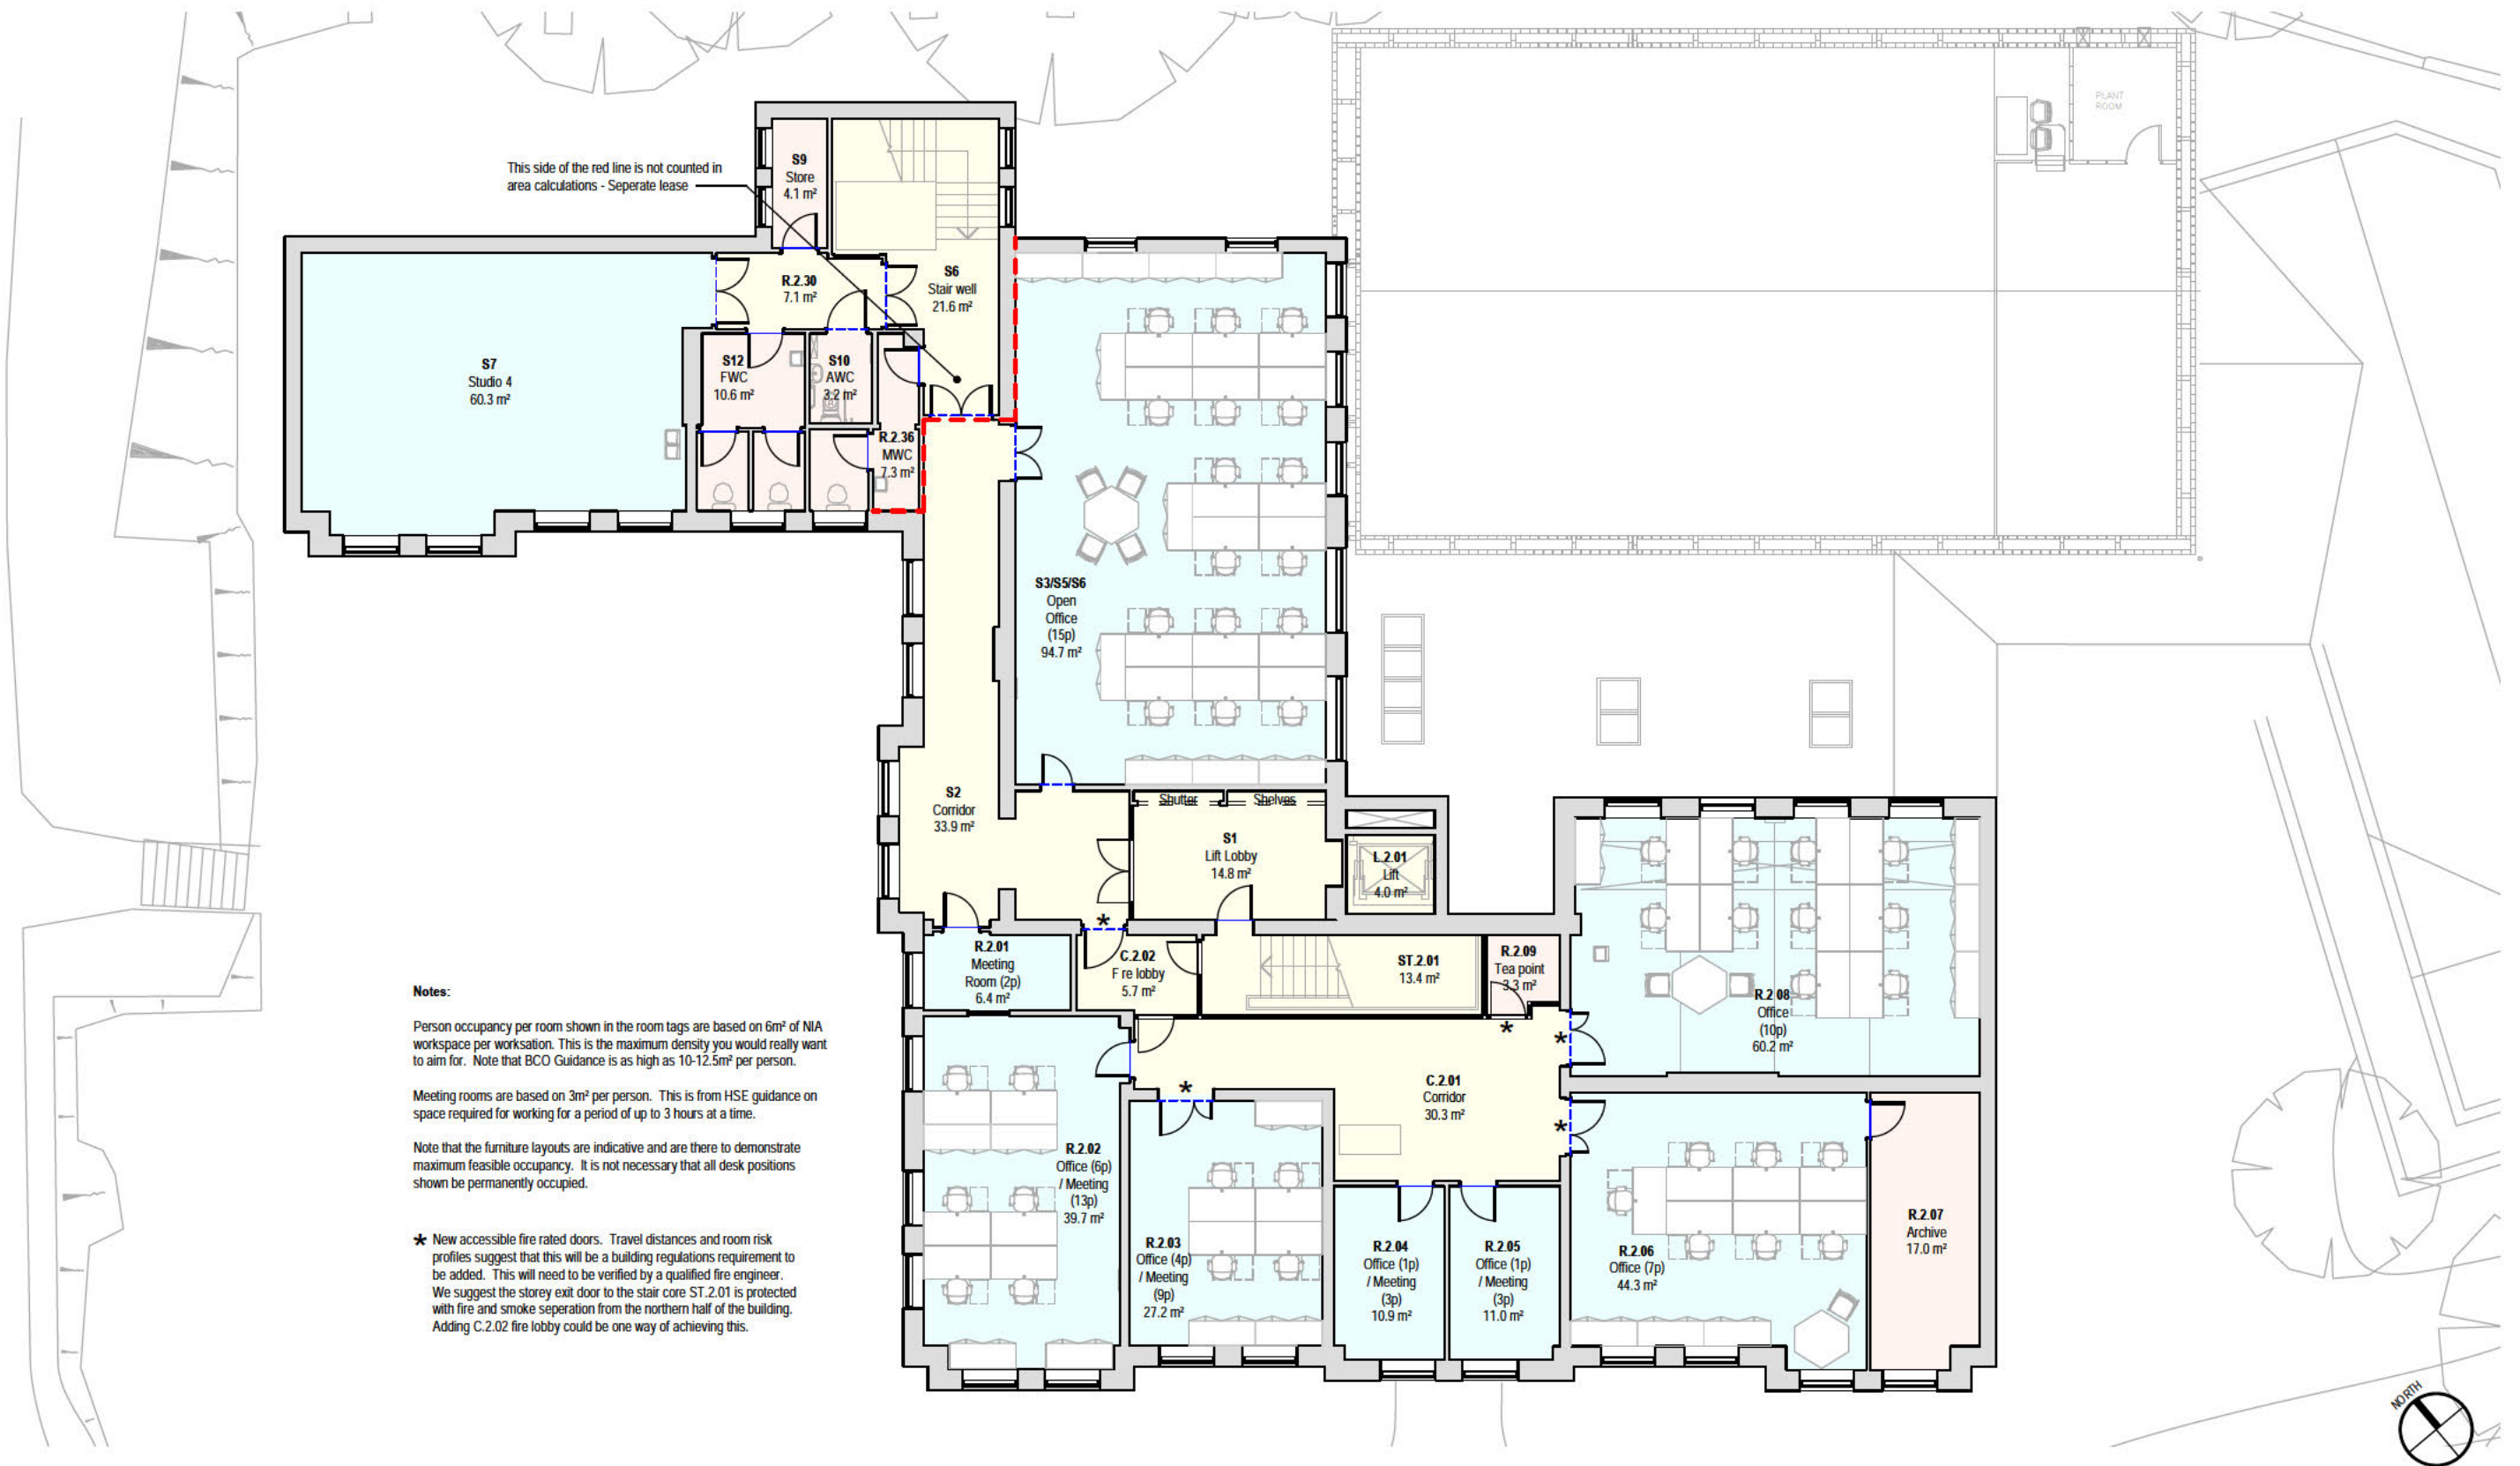 PLANT
ROOM
This side of the red line is not counted in
area calculations - Seperate lease
S9
Store
4.1 m²
R.2.30
7.1 m²
S6
Stair well
21.6 m²
S7
Studio 4
60.3 m²
S12
FWC
10.6 m²
S10
AWC
3.2 m²
R.2.36
MWC
7.3 m²
S3/S5/S6
Open
Office
(15p)
94.7 m²
S2
Corridor
33.9 m²
Shutter
Shelves
S1
Lift Lobby
14.8 m²
L.2.01
Lift
4.0 m²
R.2.01
Meeting
Room (2p)
6.4 m²
*
C.2.02
F re lobby
5.7 m²
ST.2.01
13.4 m²
R.2.09
Tea point
3.3 m²
*
R.2 08
Office
(10p)
60.2 m²
*
C.2.01
Corridor
30.3 m²
*
*
R.2.02
Office (6p)
/ Meeting
(13p)
39.7 m²
R.2.03
Office (4p)
/ Meeting
(9p)
27.2 m²
R.2.04
Office (1p)
/ Meeting
(3p)
10.9 m²
R.2.05
Office (1p)
/ Meeting
(3p)
11.0 m²
R.2.06
Office (7p)
44.3 m²
R.2.07
Archive
17.0 m²
Notes:
Person occupancy per room shown in the room tags are based on 6m² of NIA
workspace per worksation. This is the maximum density you would really want
to aim for. Note that BCO Guidance is as high as 10-12.5m² per person.
Meeting rooms are based on 3m² per person. This is from HSE guidance on
space required for working for a period of up to 3 hours at a time.
Note that the furniture layouts are indicative and are there to demonstrate
maximum feasible occupancy. It is not necessary that all desk positions
shown be permanently occupied.
* New accessible fire rated doors. Travel distances and room risk
profiles suggest that this will be a building regulations requirement to
be added. This will need to be verified by a qualified fire engineer.
We suggest the storey exit door to the stair core ST.2.01 is protected
with fire and smoke seperation from the northern half of the building.
Adding C.2.02 fire lobby could be one way of achieving this.
NORTH